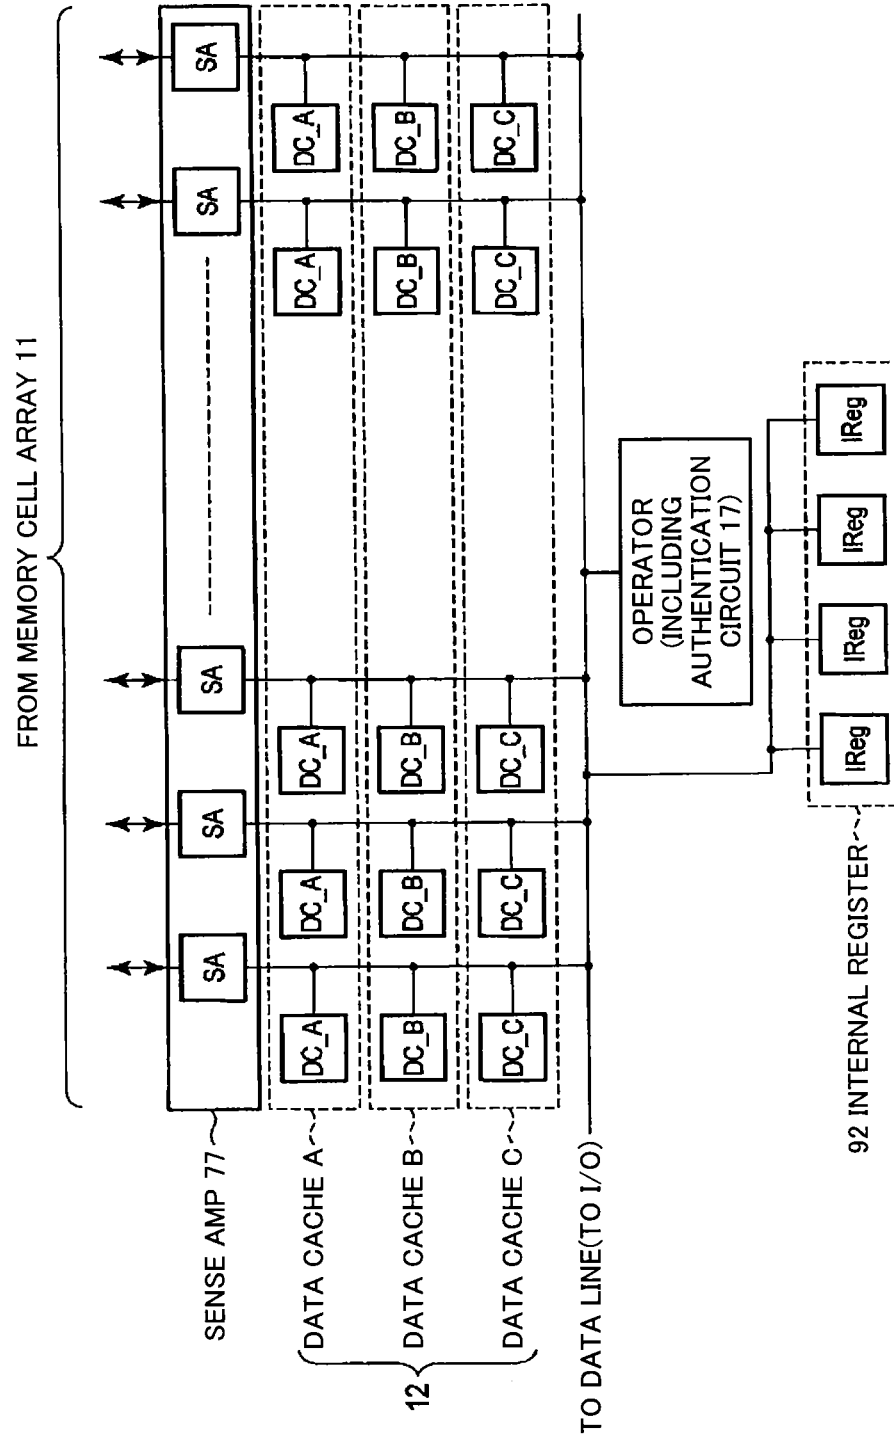 FROM MEMORY CELL ARRAY 11
SENSE AMP 77
SA
SA
SA
SA
SA
DATA CACHE A
DC_A
DC_A
DC_A
DC_A
DC_A
12
DATA CACHE B
DC_B
DC_B
DC_B
DC_B
DC_B
DATA CACHE C
DC_C
DC_C
DC_C
DC_C
DC_C
TO DATA LINE(TO I/O)
OPERATOR
(INCLUDING
AUTHENTICATION
CIRCUIT 17)
92 INTERNAL REGISTER
IReg
IReg
IReg
IReg